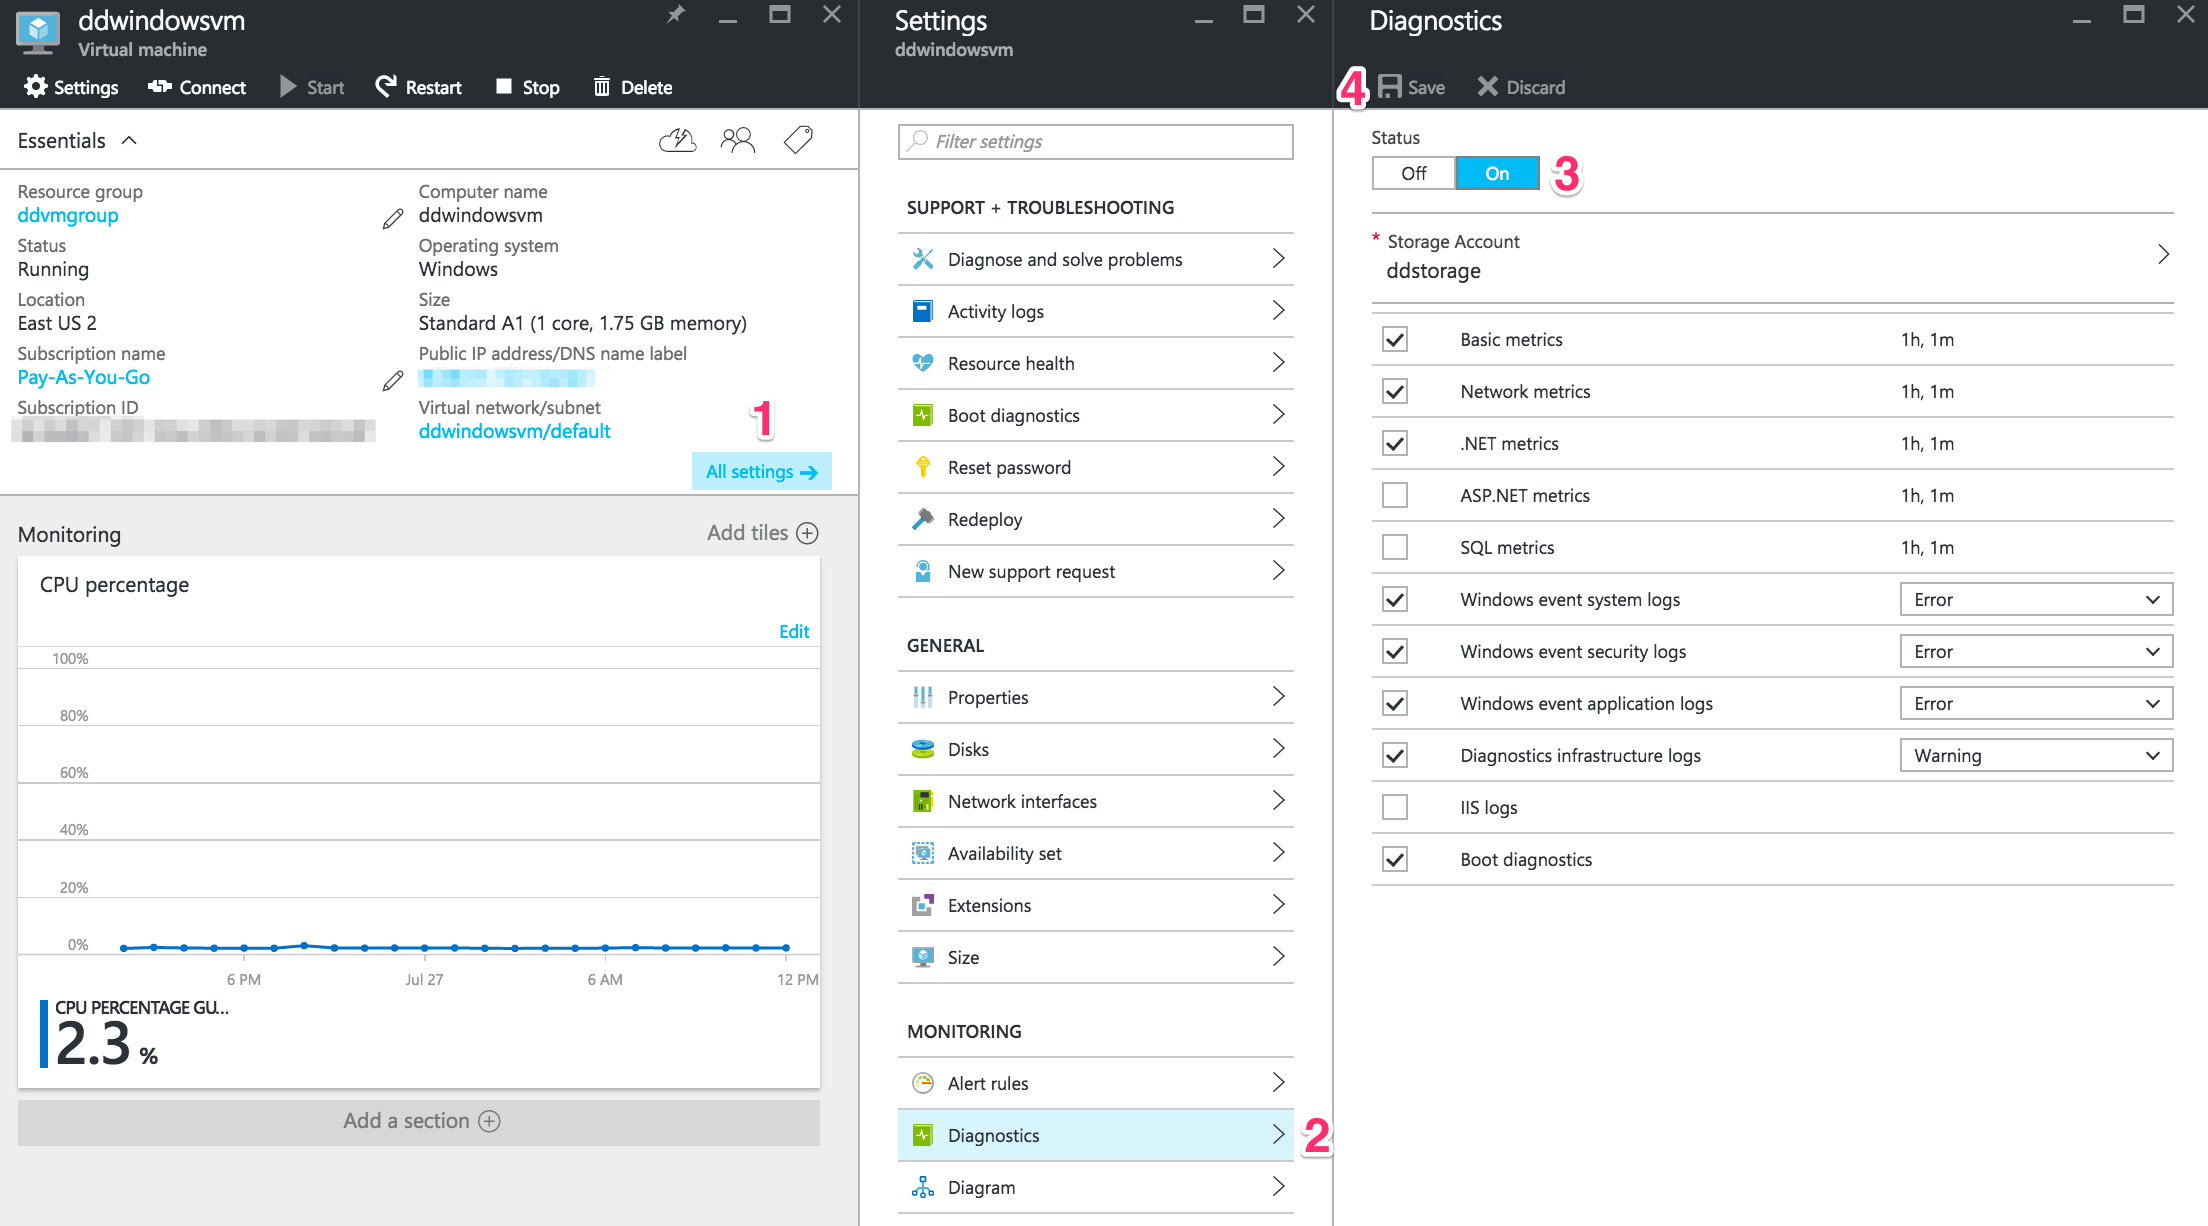 ddwindowsvm
Virtual machine
Settings
Connect
Start
Restart
Stop
Delete
Essentials
Resource group
ddvmgroup
Status
Running
Location
East US 2
Subscription name
Pay-As-You-Go
Subscription ID
Computer name
ddwindowsvm
Operating system
Windows
Size
Standard A1 (1 core, 1.75 GB memory)
Public IP address/DNS name label
Virtual network/subnet
ddwindowsvm/default
1
All settings
Monitoring
Add tiles
CPU percentage
Edit
100%
80%
60%
40%
20%
0%
6 PM
Jul 27
6 AM
12 PM
CPU PERCENTAGE GU...
2.3 %
Add a section
Settings
ddwindowsvm
Filter settings
SUPPORT + TROUBLESHOOTING
Diagnose and solve problems
Activity logs
Resource health
Boot diagnostics
Reset password
Redeploy
New support request
GENERAL
Properties
Disks
Network interfaces
Availability set
Extensions
Size
MONITORING
Alert rules
Diagnostics
2
Diagram
Diagnostics
4
Save
Discard
Status
Off
On
3
* Storage Account
ddstorage
Basic metrics 1h, 1m
Network metrics 1h, 1m
.NET metrics 1h, 1m
ASP.NET metrics 1h, 1m
SQL metrics 1h, 1m
Windows event system logs Error
Windows event security logs Error
Windows event application logs Error
Diagnostics infrastructure logs Warning
IIS logs
Boot diagnostics